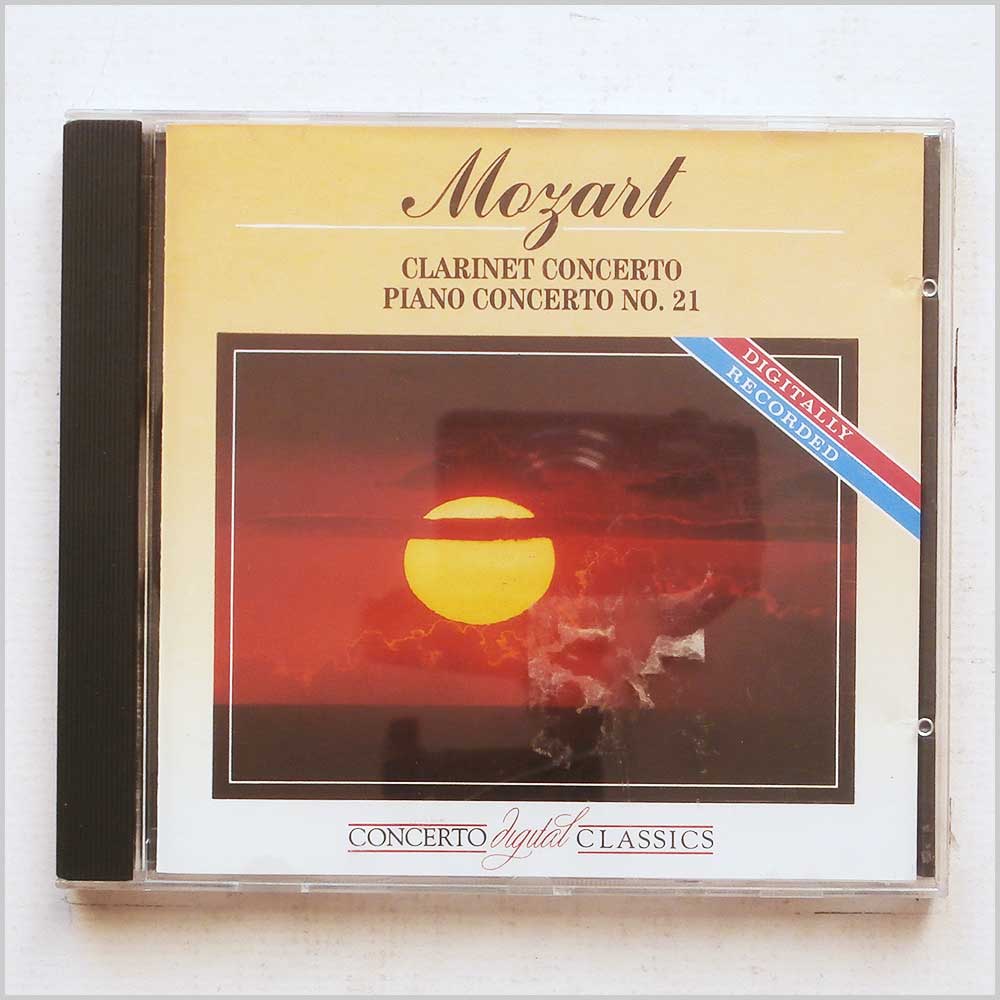 Mozart
CLARINET CONCERTO
PIANO CONCERTO NO. 21
DIGITALLY
RECORDED
CONCERTO digital CLASSICS